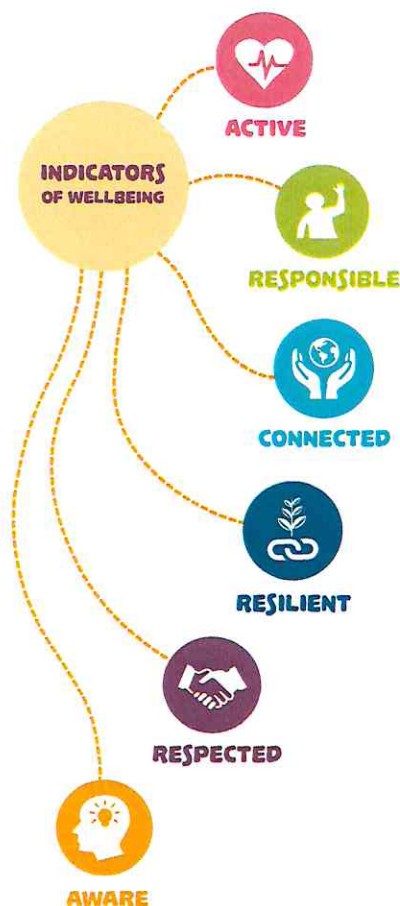 ACTIVE
INDICATORS
OF WELLBEING
RESPONSIBLE
CONNECTED
RESILIENT
RESPECTED
AWARE